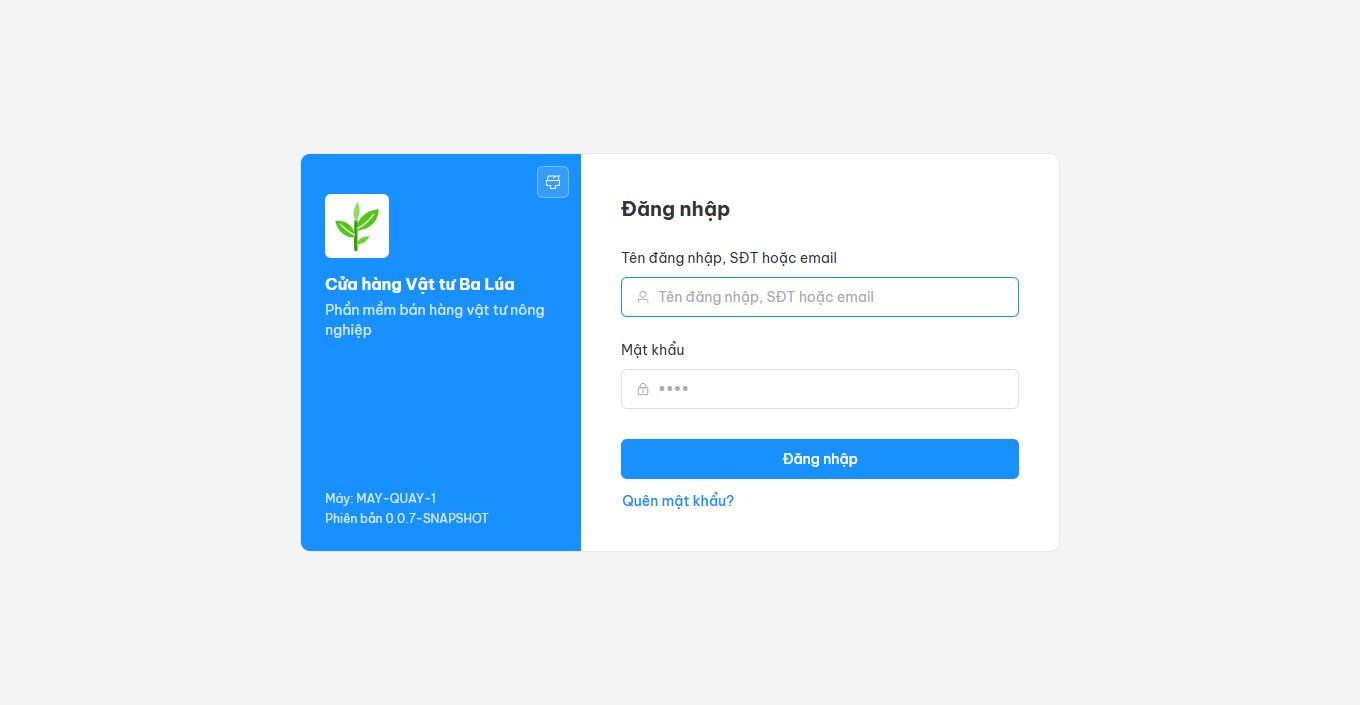 Cửa hàng Vật tư Ba Lúa
Phần mềm bán hàng vật tư nông
nghiệp
Máy: MAY-QUAY-1
Phiên bản 0.0.7-SNAPSHOT
Đăng nhập
Tên đăng nhập, SĐT hoặc email
Tên đăng nhập, SĐT hoặc email
Mật khẩu
••••
Đăng nhập
Quên mật khẩu?